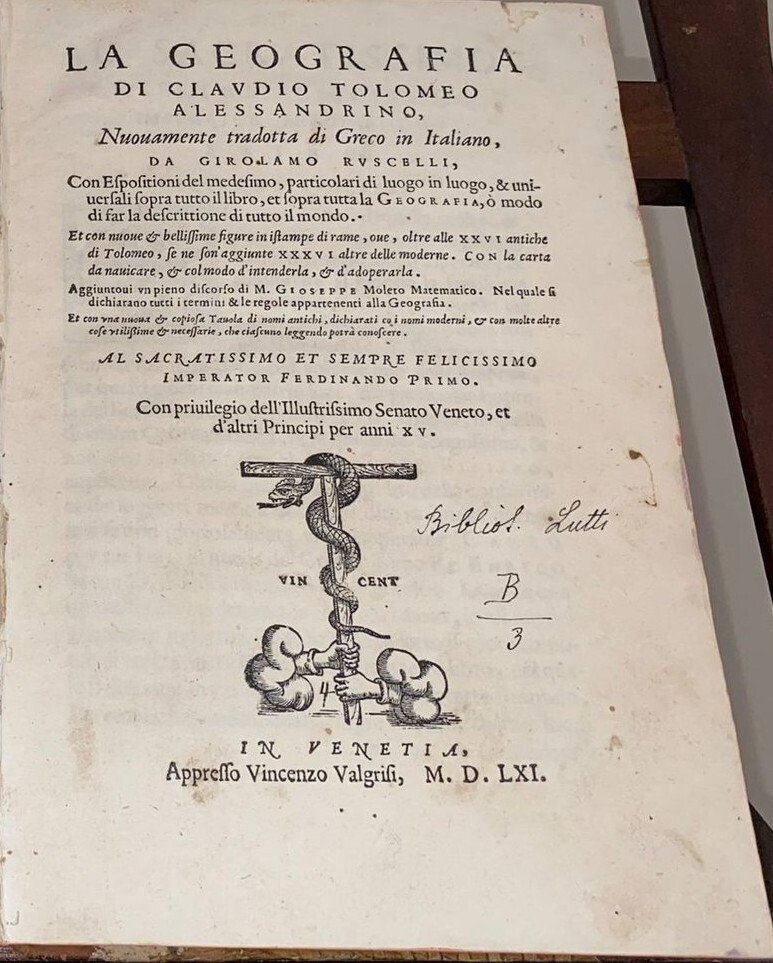 LA GEOGRAFIA
DI CLAVDIO TOLOMEO
ALESSANDRINO,
Nuouamente tradotta di Greco in Italiano,
DA GIROLAMO RVSCELLI,
Con Eſpoſitioni del medeſimo, particolari di luogo in luogo, & uni-
uerſali ſopra tutto il libro, et ſopra tutta la GEOGRAFIA, ò modo
di far la deſcrittione di tutto il mondo.
Et con nuoue & belliſſime figure in iſtampe di rame, oue, oltre alle XXVI antiche
di Tolomeo, ſe ne ſon'aggiunte XXXVI altre delle moderne. CON la carta
da nauicare, & col modo d'intenderla, & d'adoperarla.
Aggiuntoui vn pieno diſcorſo di M. GIOSEPPE Moleto Matematico. Nel quale ſi
dichiarano tutti i termini & le regole appartenenti alla Geografia.
Et con vna nuoua & copioſa Tauola di nomi antichi, dichiarati co i nomi moderni, & con molte altre
coſe vtiliſſime & neceſſarie, che ciaſcuno leggendo potrà conoſcere.
AL SACRATISSIMO ET SEMPRE FELICISSIMO
IMPERATOR FERDINANDO PRIMO.
Con priuilegio dell'Illuſtriſsimo Senato Veneto, et
d'altri Principi per anni XV.
Bibliot. Lutti
VIN CENT
B
3
4
IN VENETIA,
Appreſſo Vincenzo Valgriſi, M. D. LXI.